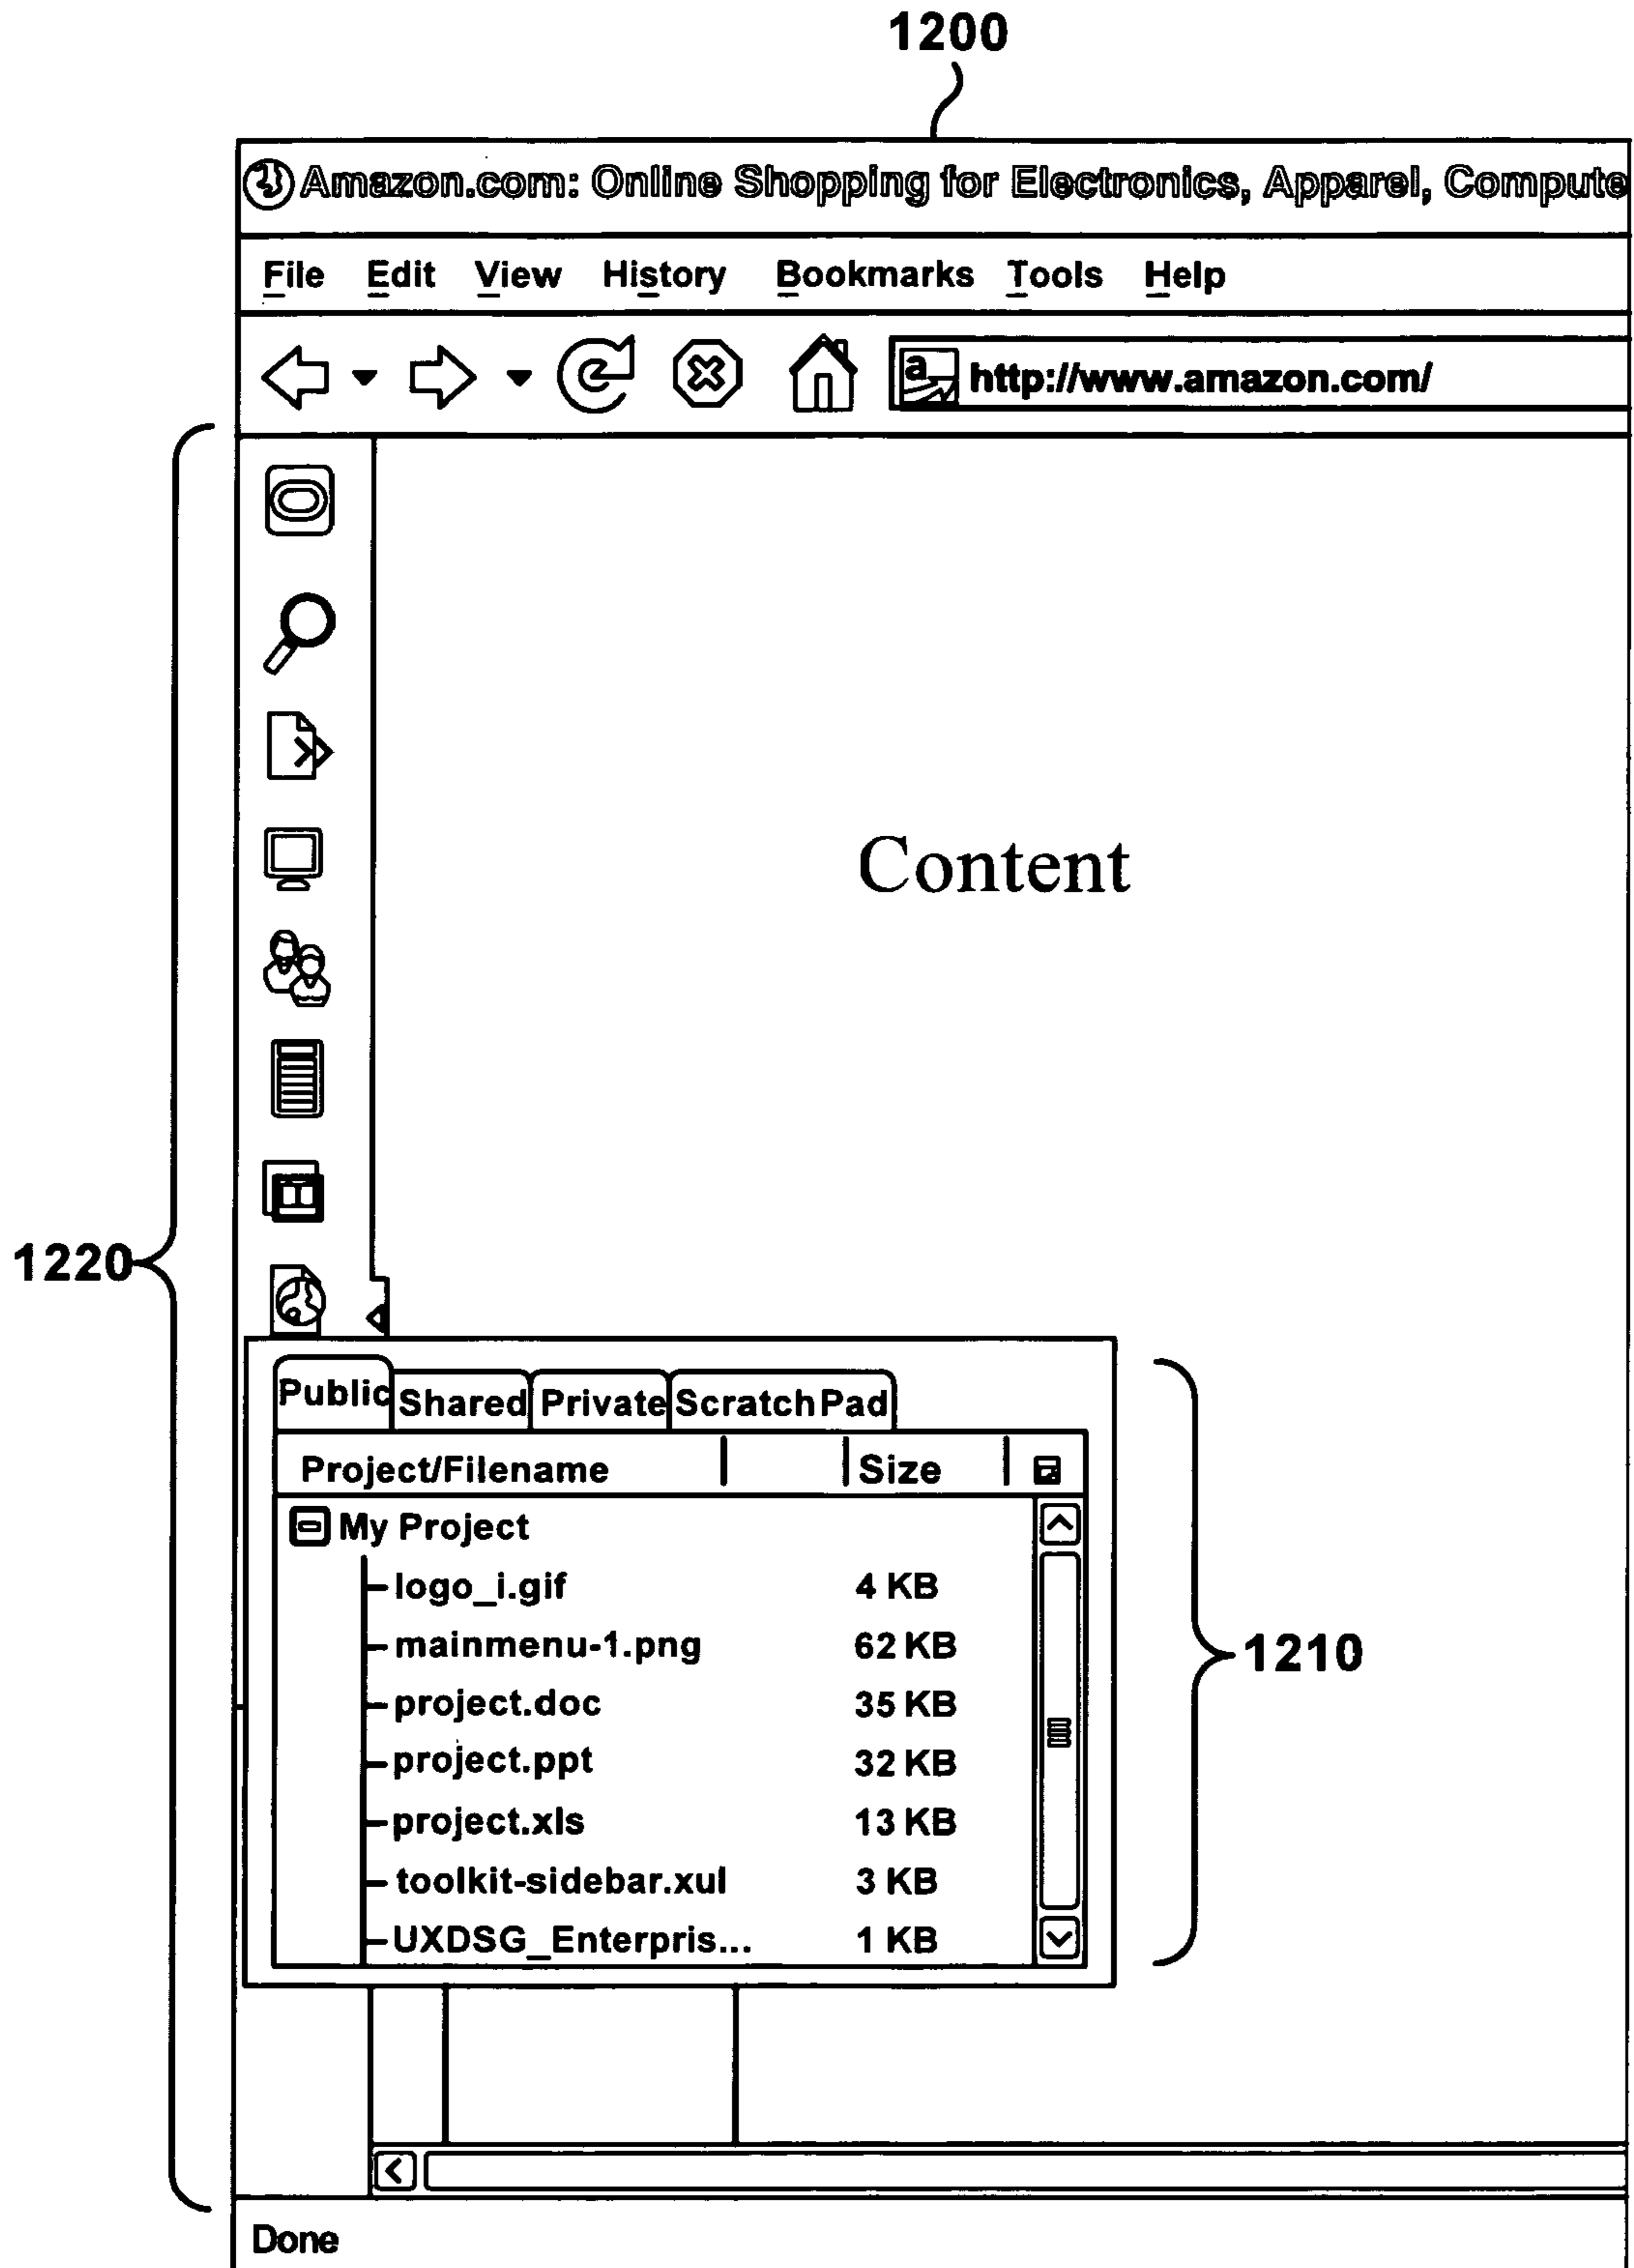 1200
Amazon.com: Online Shopping for Electronics, Apparel, Compute
File Edit View History Bookmarks Tools Help
a http://www.amazon.com/
Content
1220
Public Shared Private ScratchPad
Project/Filename Size
My Project
logo_i.gif 4 KB
mainmenu-1.png 62 KB
1210
project.doc 35 KB
project.ppt 32 KB
project.xls 13 KB
toolkit-sidebar.xul 3 KB
UXDSG_Enterpris... 1 KB
Done